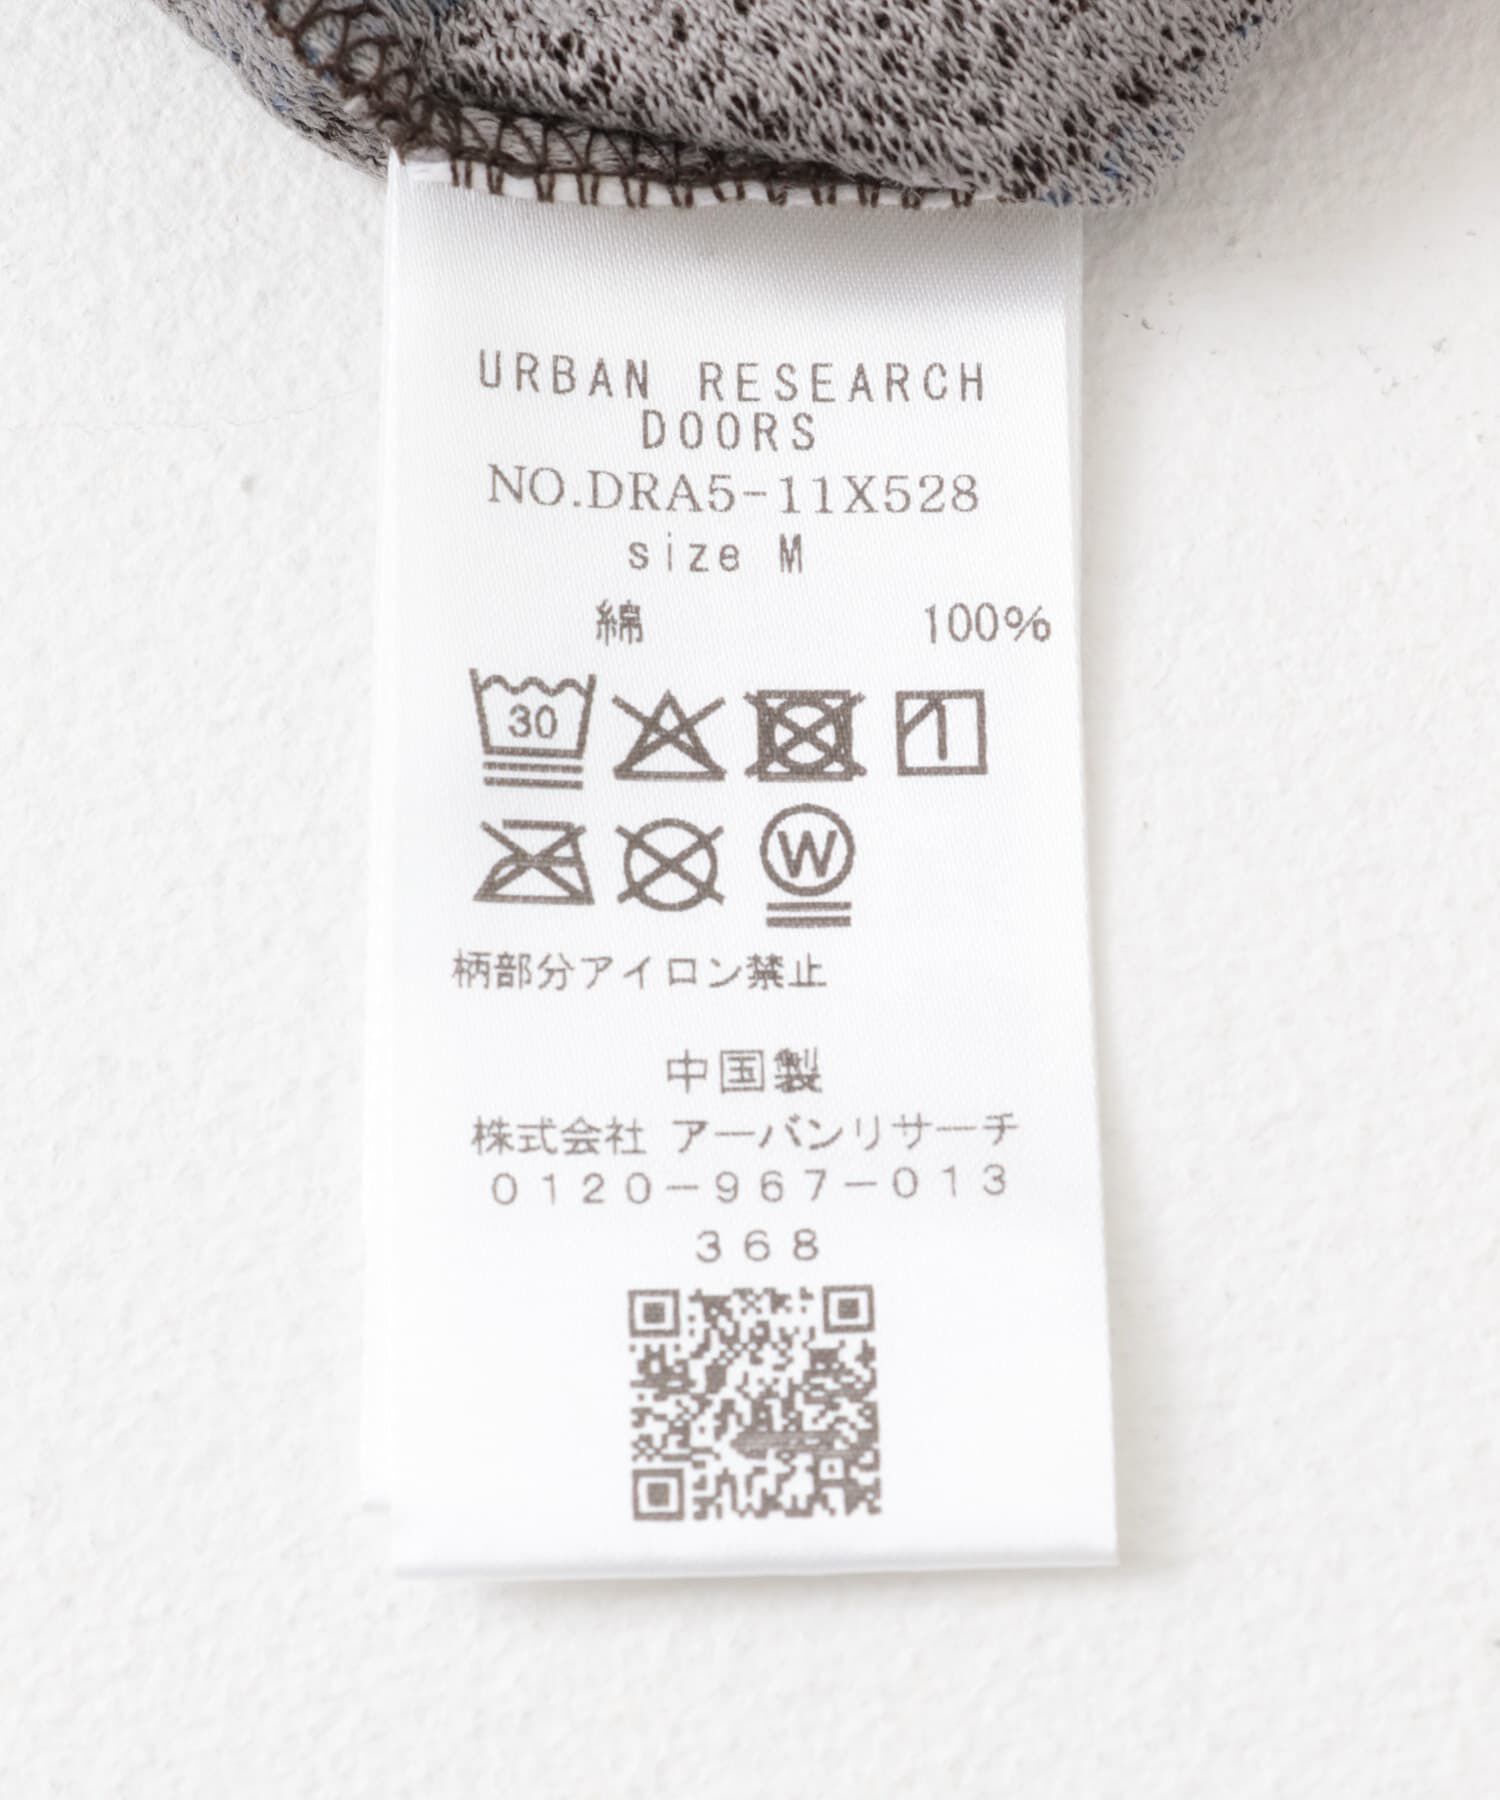 URBAN RESEARCH
DOORS
NO.DRA5-11X528
size M
綿 100%
30
W
柄部分アイロン禁止
中国製
株式会社 アーバンリサーチ
0120-967-013
368